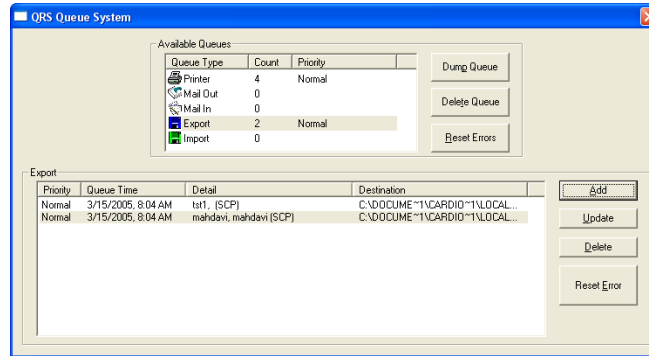 QRS Queue System
Available Queues
Queue Type Count Priority
Printer 4 Normal
Mail Out 0
Mail In 0
Export 2 Normal
Import 0
Dump Queue
Delete Queue
Reset Errors
Export
Priority Queue Time Detail Destination
Normal 3/15/2005, 8:04 AM tst1, (SCP) C:\DOCUME~1\CARDIO~1\LOCAL...
Normal 3/15/2005, 8:04 AM mahdavi, mahdavi (SCP) C:\DOCUME~1\CARDIO~1\LOCAL...
Add
Update
Delete
Reset Error